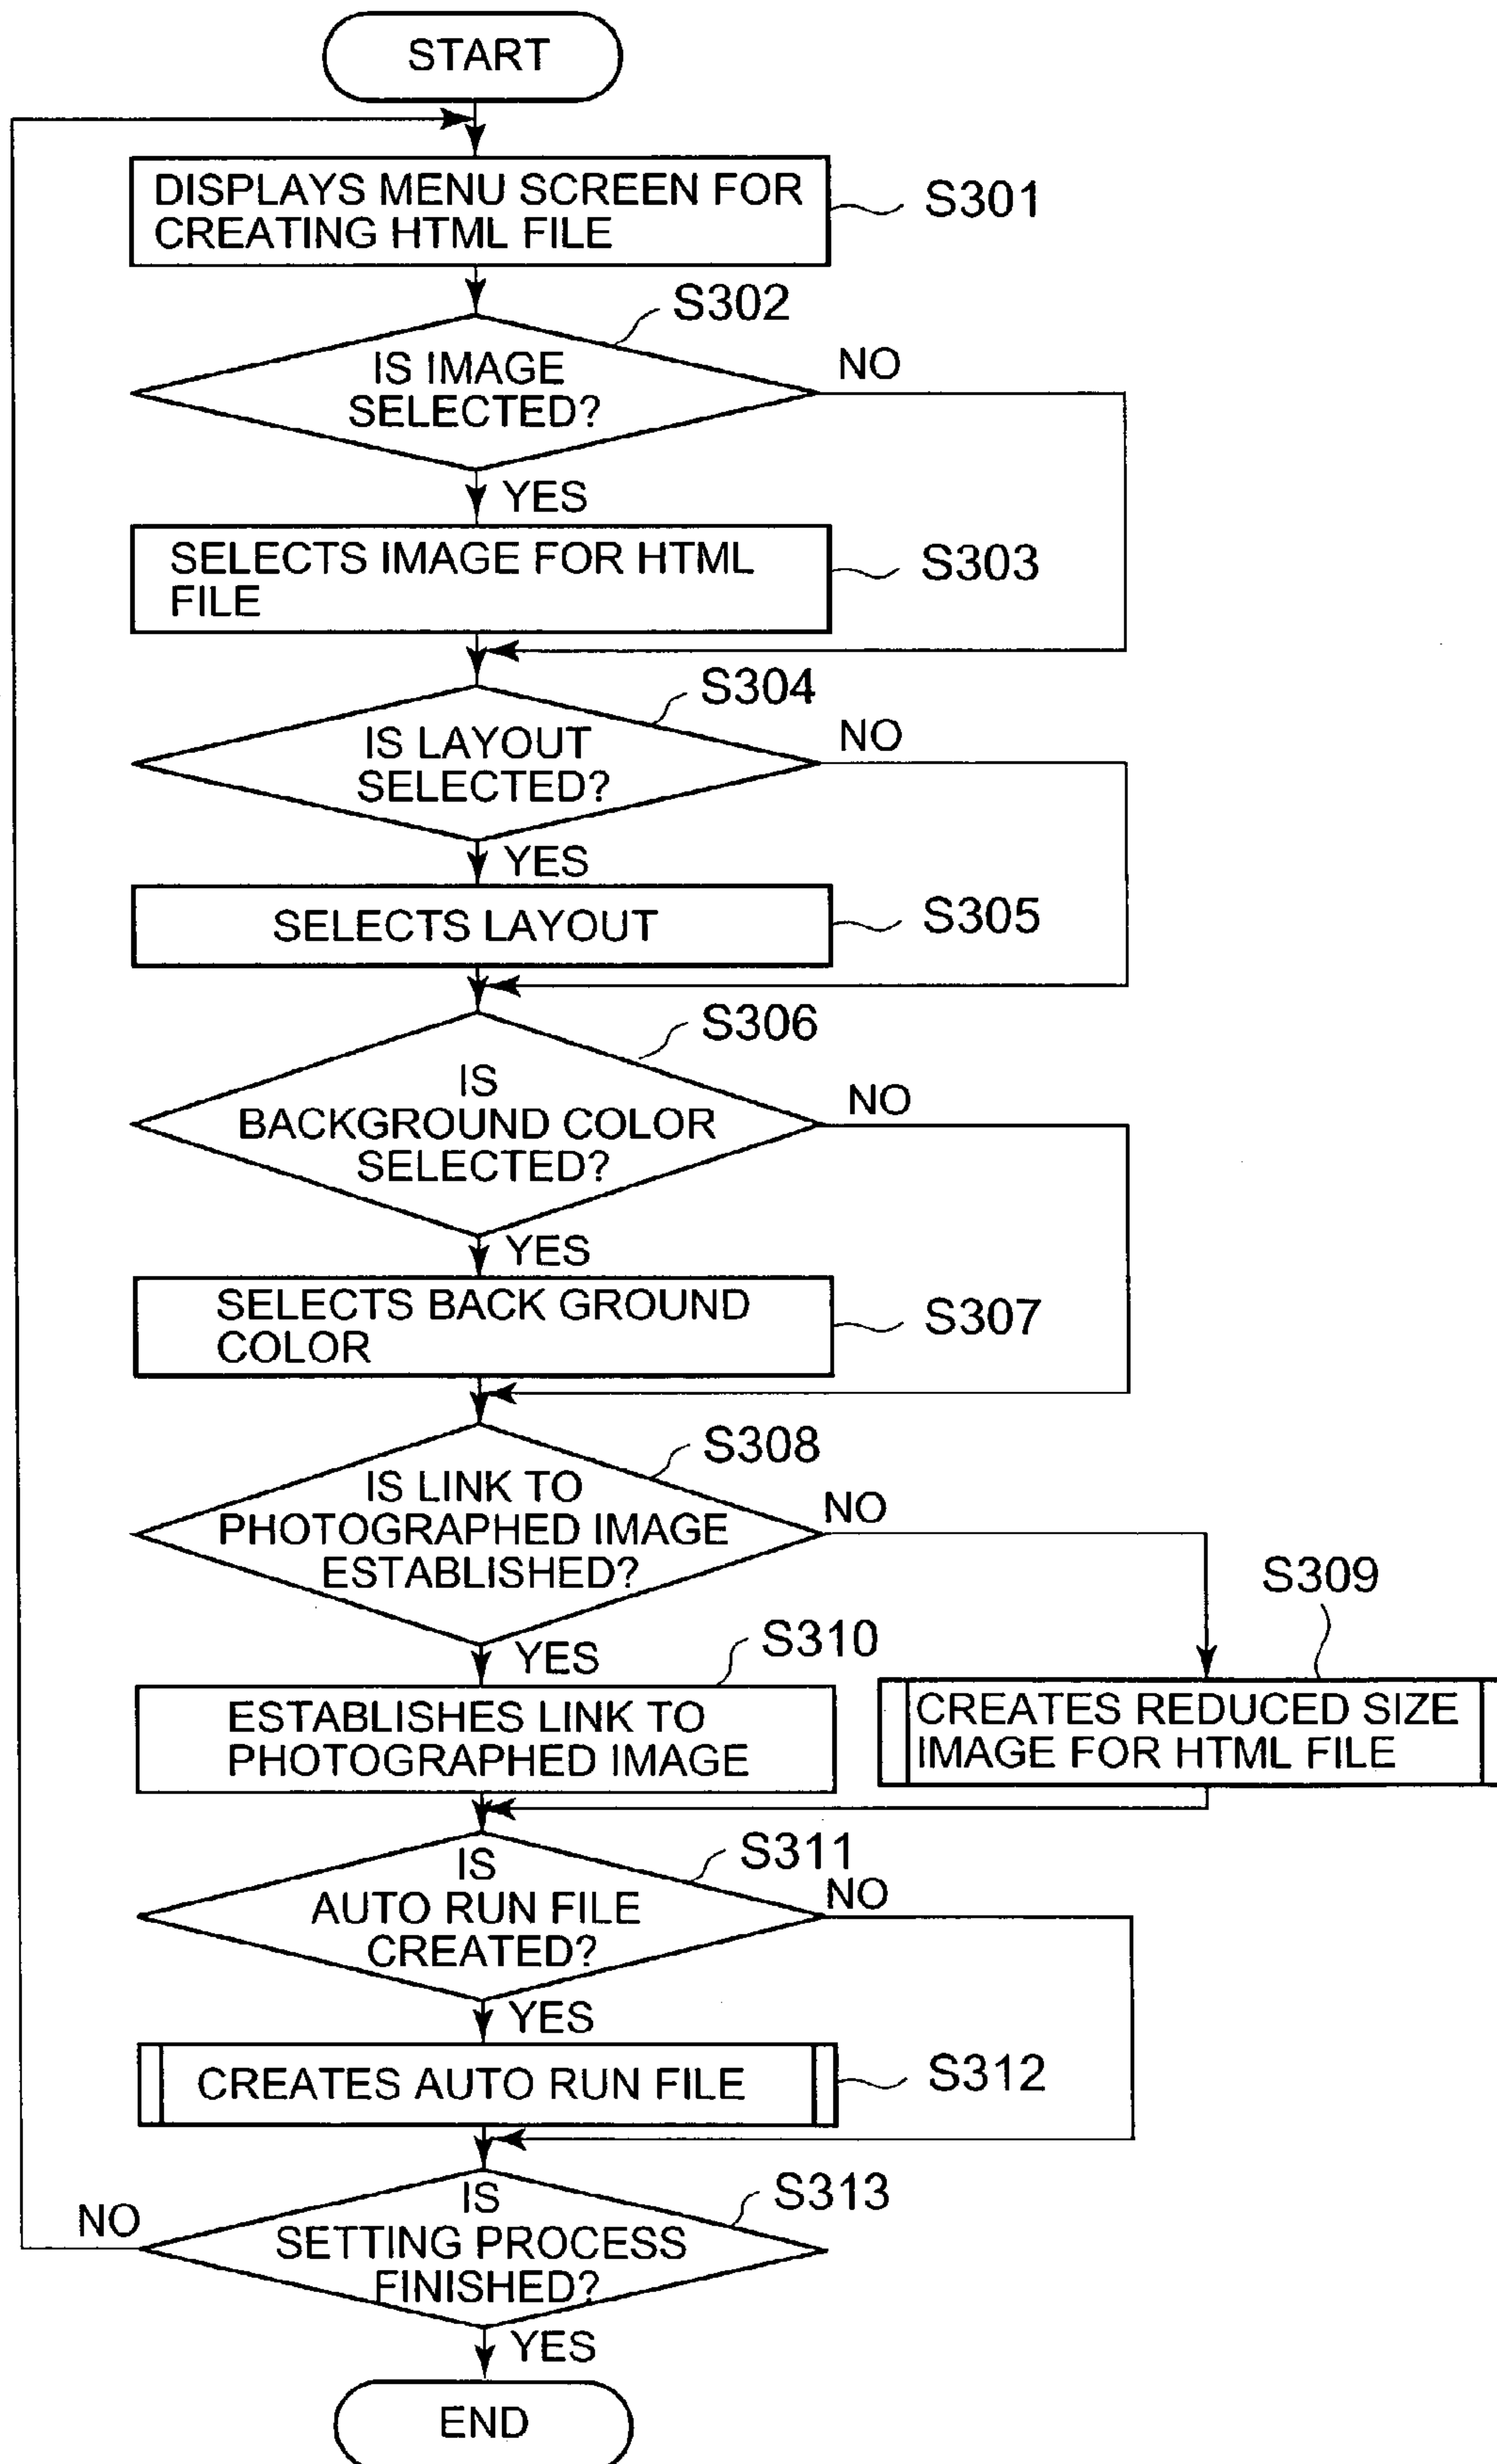 START
DISPLAYS MENU SCREEN FOR
CREATING HTML FILE
S301
S302
IS IMAGE
SELECTED?
NO
YES
SELECTS IMAGE FOR HTML
FILE
S303
S304
IS LAYOUT
SELECTED?
NO
YES
SELECTS LAYOUT
S305
S306
IS
BACKGROUND COLOR
SELECTED?
NO
YES
SELECTS BACK GROUND
COLOR
S307
S308
IS LINK TO
PHOTOGRAPHED IMAGE
ESTABLISHED?
NO
S309
YES
S310
ESTABLISHES LINK TO
PHOTOGRAPHED IMAGE
CREATES REDUCED SIZE
IMAGE FOR HTML FILE
S311
IS
AUTO RUN FILE
CREATED?
NO
YES
CREATES AUTO RUN FILE
S312
S313
IS
SETTING PROCESS
FINISHED?
NO
YES
END